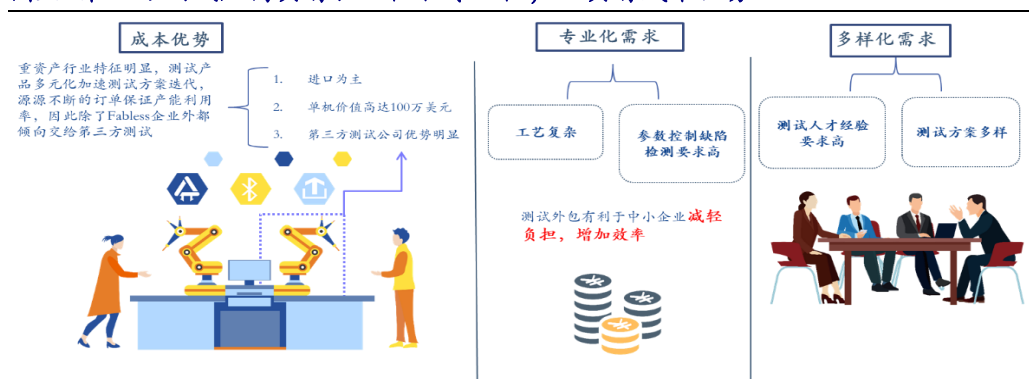 成本优势
重资产行业特征明显，测试产
品多元化加速测试方案迭代，
源源不断的订单保证产能利用
率，因此除了Fabless企业外都
倾向交给第三方测试
1. 进口为主
2. 单机价值高达100万美元
3. 第三方测试公司优势明显
专业化需求
工艺复杂
参数控制缺陷
检测要求高
测试外包有利于中小企业减轻
负担，增加效率
多样化需求
测试人才经验
要求高
测试方案多样